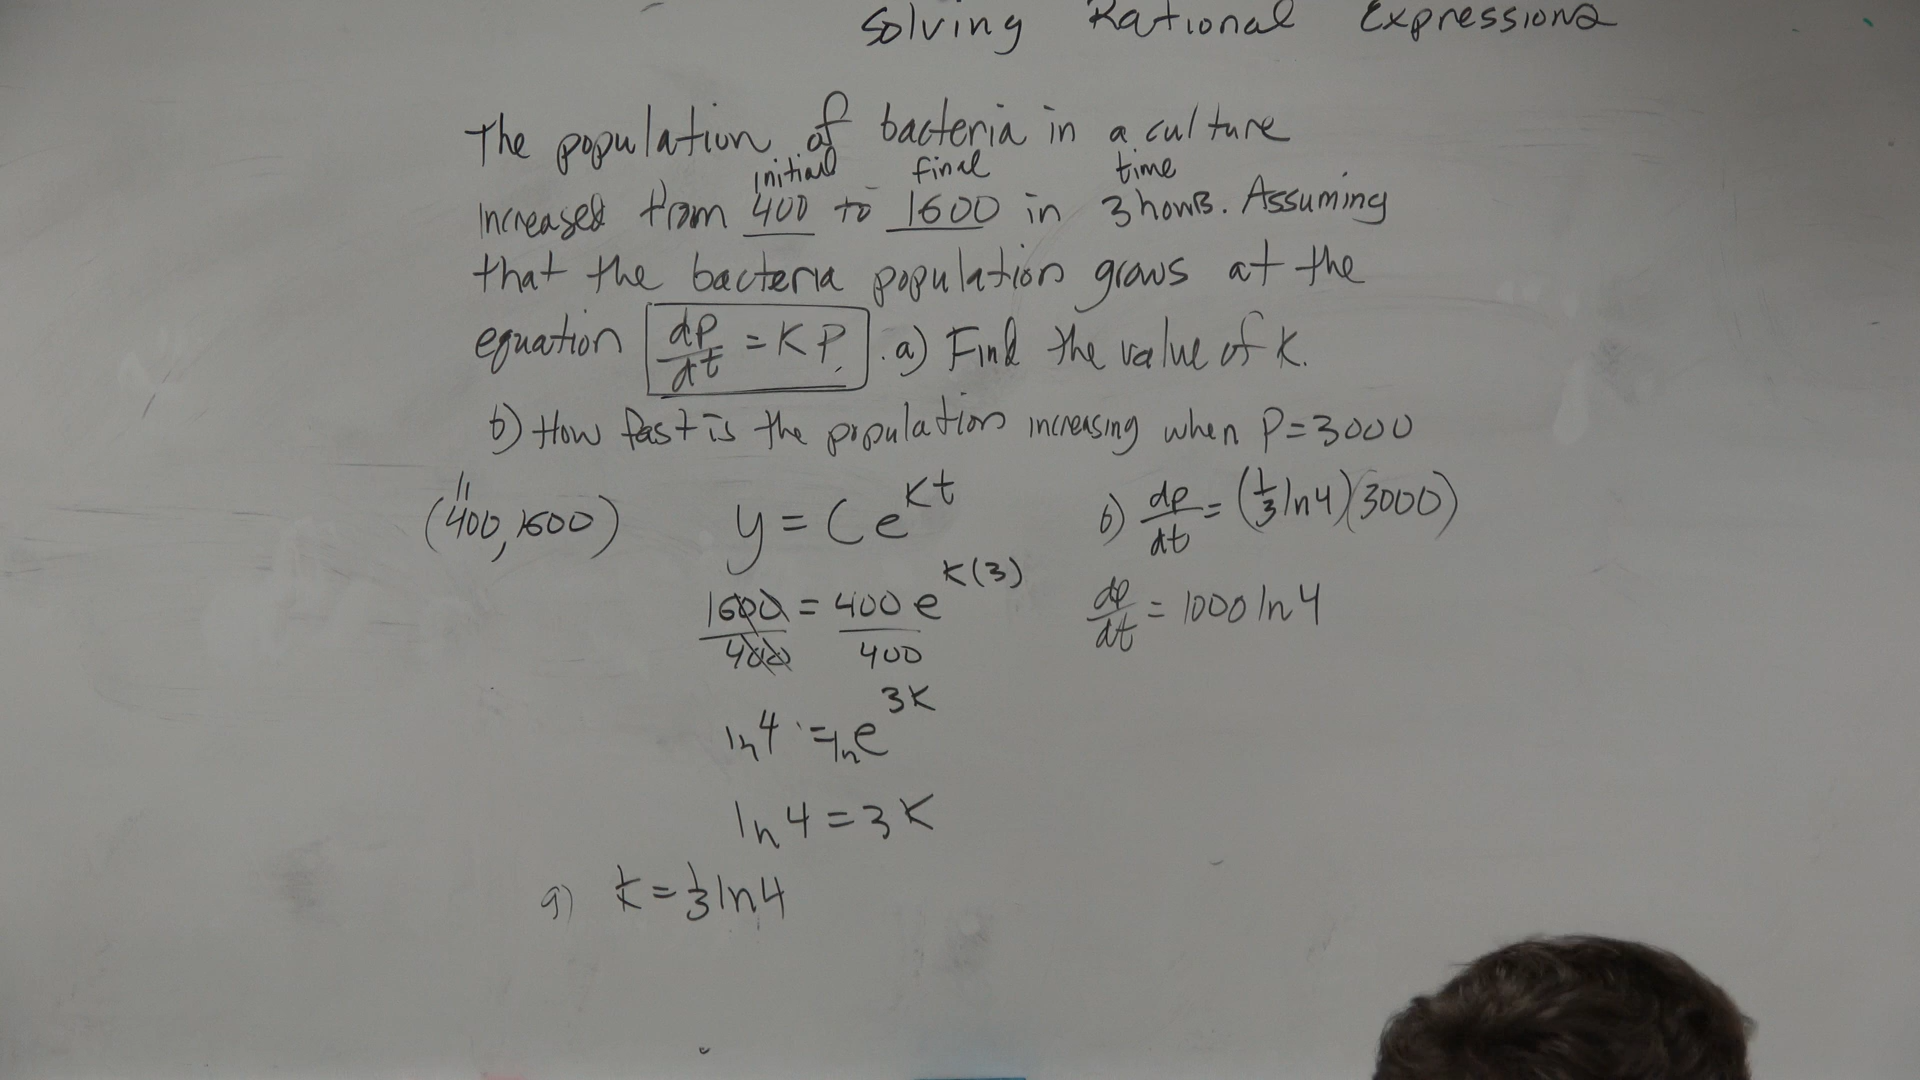 Solving Rational Expressions
The population of bacteria in a culture
initial final time
increased from 400 to 1600 in 3 hours. Assuming
that the bacteria population grows at the
equation dp/dt = KP. a) Find the value of K.
b) How fast is the population increasing when P=3000
(400, 1600)
y = Ce^Kt
1600/400 = 400e^K(3)/400
ln4 = ln e^3K
ln4 = 3K
a) K = 1/3 ln4
b) dp/dt = (1/3 ln4)(3000)
dp/dt = 1000 ln4